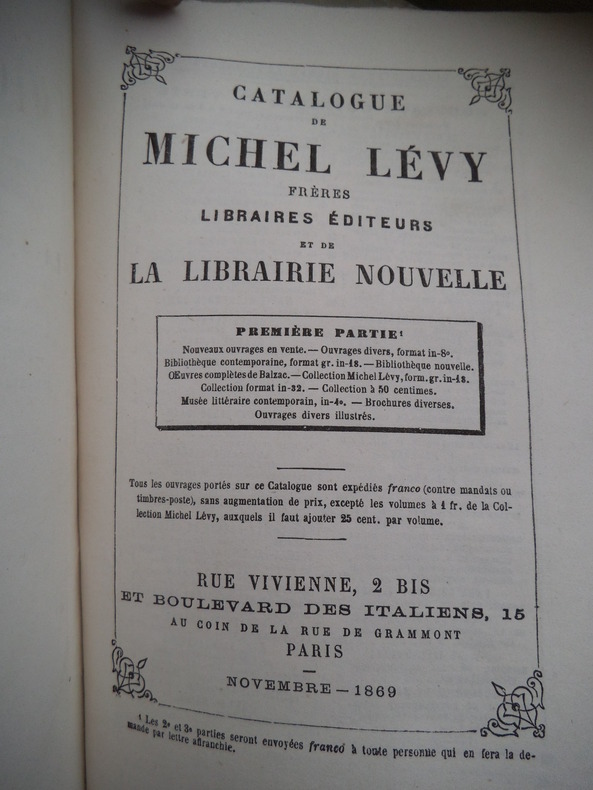 CATALOGUE
DE
MICHEL LÉVY
FRÈRES
LIBRAIRES ÉDITEURS
ET DE
LA LIBRAIRIE NOUVELLE
PREMIÈRE PARTIE¹
Nouveaux ouvrages en vente. — Ouvrages divers, format in-8º.
Bibliothèque contemporaine, format gr. in-18. — Bibliothèque nouvelle.
Œuvres complètes de Balzac. — Collection Michel Lévy, form. gr. in-18.
Collection format in-32. — Collection à 50 centimes.
Musée littéraire contemporain, in-4º. — Brochures diverses.
Ouvrages divers illustrés.
Tous les ouvrages portés sur ce Catalogue sont expédiés franco (contre mandats ou
timbres-poste), sans augmentation de prix, excepté les volumes à 1 fr. de la Col-
lection Michel Lévy, auxquels il faut ajouter 25 cent. par volume.
RUE VIVIENNE, 2 BIS
ET BOULEVARD DES ITALIENS, 15
AU COIN DE LA RUE DE GRAMMONT
PARIS
NOVEMBRE — 1869
¹ Les 2ᵉ et 3ᵉ parties seront envoyées franco à toute personne qui en fera la de-
mande par lettre affranchie.